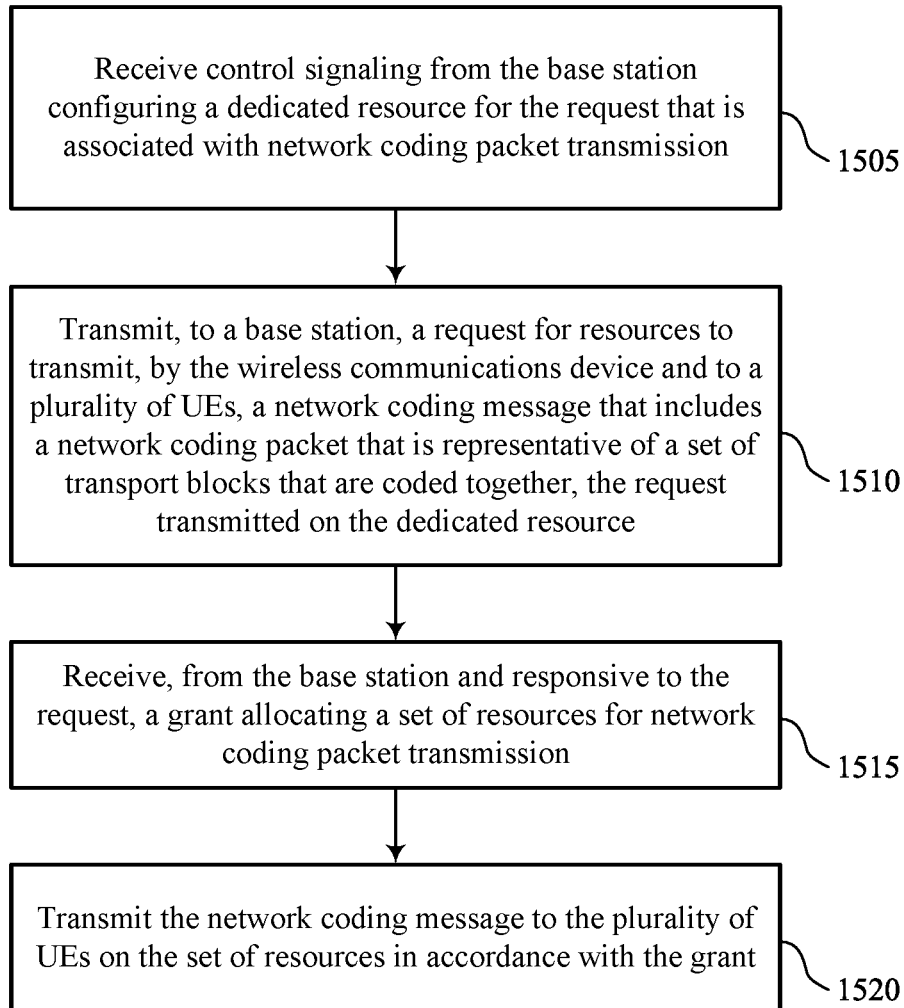 Receive control signaling from the base station
configuring a dedicated resource for the request that is
associated with network coding packet transmission
1505
Transmit, to a base station, a request for resources to
transmit, by the wireless communications device and to a
plurality of UEs, a network coding message that includes
a network coding packet that is representative of a set of
transport blocks that are coded together, the request
transmitted on the dedicated resource
1510
Receive, from the base station and responsive to the
request, a grant allocating a set of resources for network
coding packet transmission
1515
Transmit the network coding message to the plurality of
UEs on the set of resources in accordance with the grant
1520